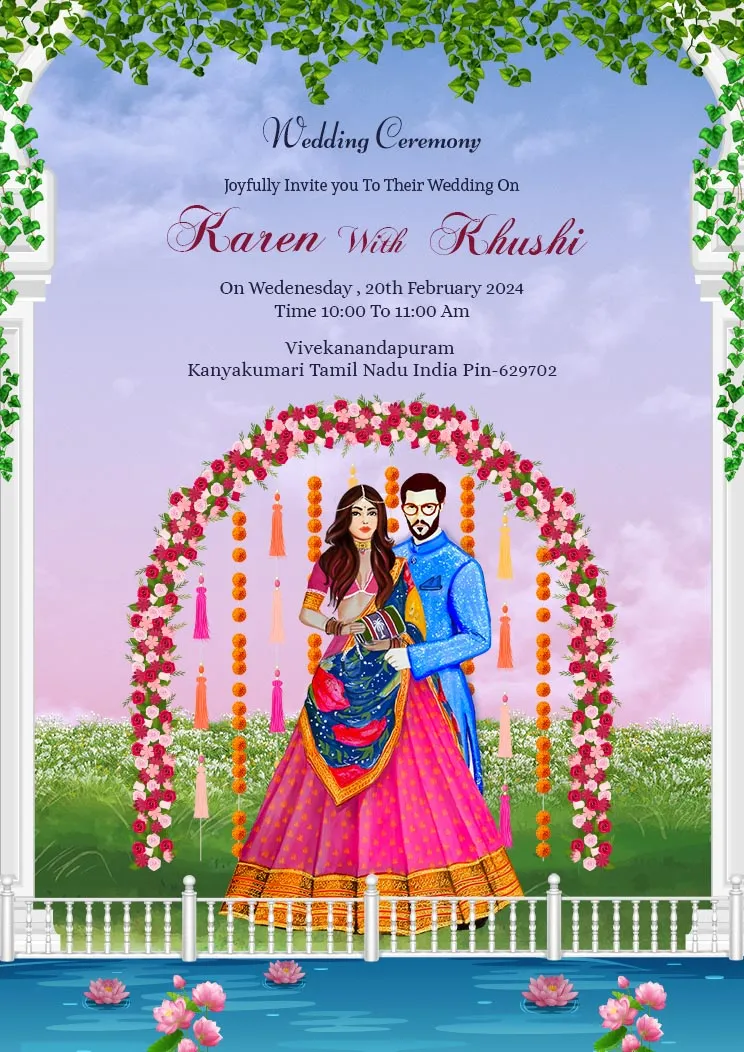 Wedding Ceremony
Joyfully Invite you To Their Wedding On
Karen With Khushi
On Wedenesday , 20th February 2024
Time 10:00 To 11:00 Am
Vivekanandapuram
Kanyakumari Tamil Nadu India Pin-629702